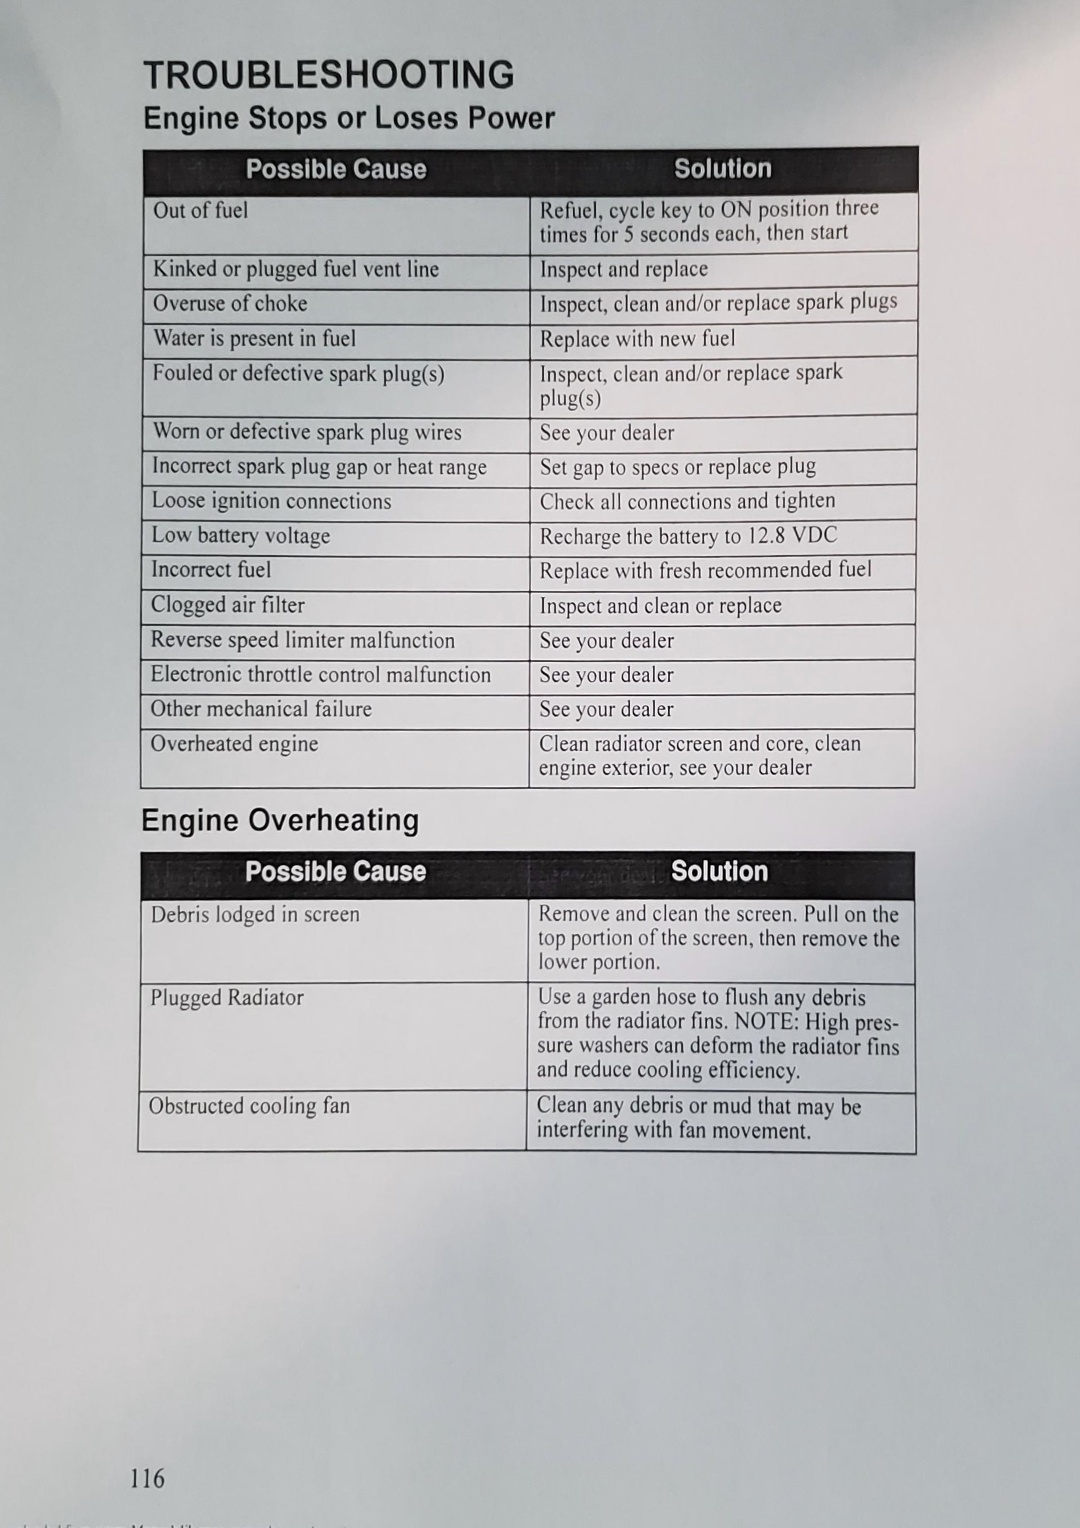 TROUBLESHOOTING
Engine Stops or Loses Power
Possible Cause Solution
Out of fuel Refuel, cycle key to ON position three
times for 5 seconds each, then start
Kinked or plugged fuel vent line Inspect and replace
Overuse of choke Inspect, clean and/or replace spark plugs
Water is present in fuel Replace with new fuel
Fouled or defective spark plug(s) Inspect, clean and/or replace spark
plug(s)
Worn or defective spark plug wires See your dealer
Incorrect spark plug gap or heat range Set gap to specs or replace plug
Loose ignition connections Check all connections and tighten
Low battery voltage Recharge the battery to 12.8 VDC
Incorrect fuel Replace with fresh recommended fuel
Clogged air filter Inspect and clean or replace
Reverse speed limiter malfunction See your dealer
Electronic throttle control malfunction See your dealer
Other mechanical failure See your dealer
Overheated engine Clean radiator screen and core, clean
engine exterior, see your dealer
Engine Overheating
Possible Cause Solution
Debris lodged in screen Remove and clean the screen. Pull on the
top portion of the screen, then remove the
lower portion.
Plugged Radiator Use a garden hose to flush any debris
from the radiator fins. NOTE: High pres-
sure washers can deform the radiator fins
and reduce cooling efficiency.
Obstructed cooling fan Clean any debris or mud that may be
interfering with fan movement.
116